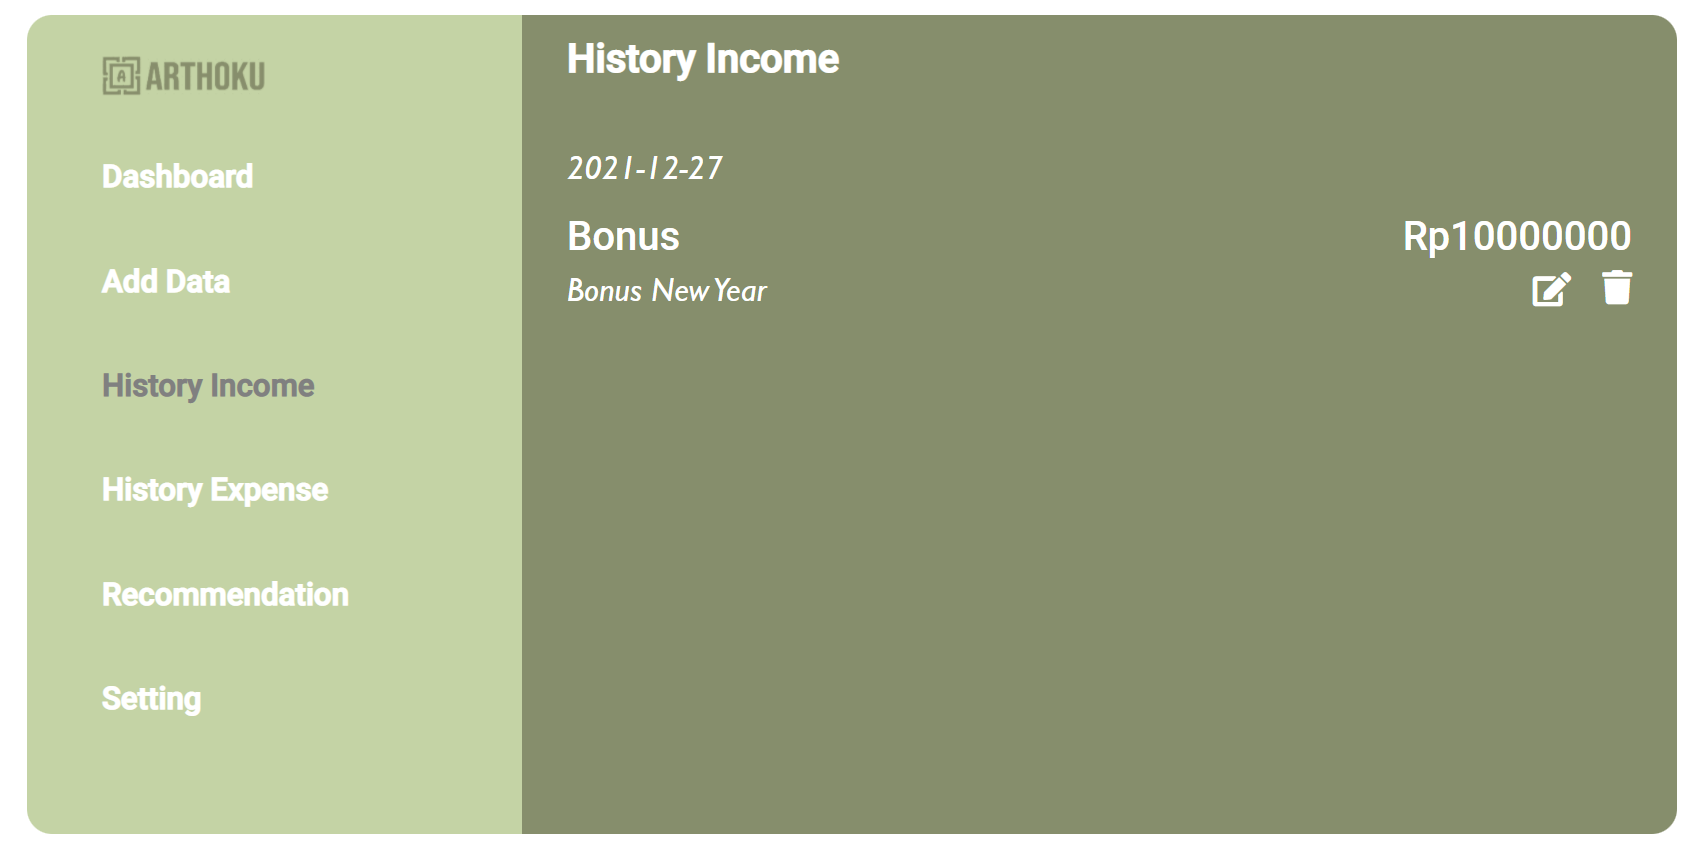 ARTHOKU
Dashboard
Add Data
History Income
History Expense
Recommendation
Setting
History Income
2021-12-27
Bonus
Rp10000000
Bonus New Year